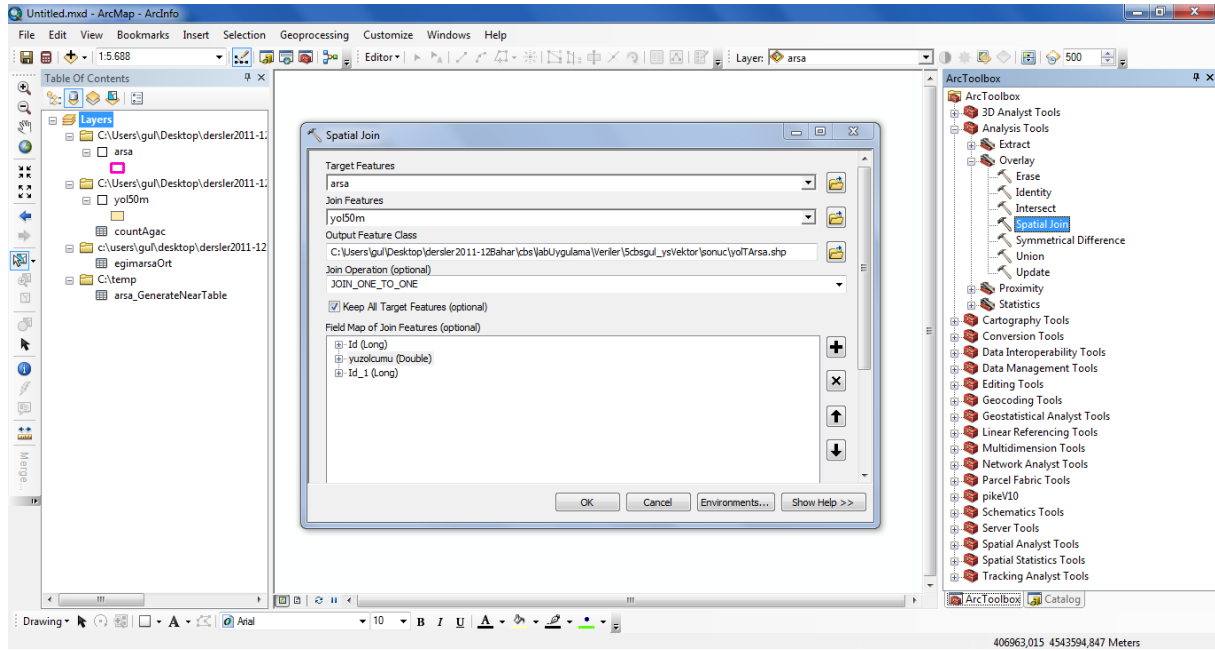 Untitled.mxd - ArcMap - ArcInfo
File Edit View Bookmarks Insert Selection Geoprocessing Customize Windows Help
1:5.688 Editor Layer: arsa 500
Table Of Contents
Layers
C:\Users\gul\Desktop\dersler2011-1
arsa
C:\Users\gul\Desktop\dersler2011-1
yol50m
countAgac
c:\users\gul\desktop\dersler2011-12
egimarsaOrt
C:\temp
arsa_GenerateNearTable
Merge...
Spatial Join
Target Features
arsa
Join Features
yol50m
Output Feature Class
C:\Users\gul\Desktop\dersler2011-12Bahar\cbs\labUygulama\Veriler\5cbsgul_ysVektor\sonuc\yolTArsa.shp
Join Operation (optional)
JOIN_ONE_TO_ONE
Keep All Target Features (optional)
Field Map of Join Features (optional)
Id (Long)
yuzolcumu (Double)
Id_1 (Long)
OK Cancel Environments... Show Help >>
ArcToolbox
ArcToolbox
3D Analyst Tools
Analysis Tools
Extract
Overlay
Erase
Identity
Intersect
Spatial Join
Symmetrical Difference
Union
Update
Proximity
Statistics
Cartography Tools
Conversion Tools
Data Interoperability Tools
Data Management Tools
Editing Tools
Geocoding Tools
Geostatistical Analyst Tools
Linear Referencing Tools
Multidimension Tools
Network Analyst Tools
Parcel Fabric Tools
pikeV10
Schematics Tools
Server Tools
Spatial Analyst Tools
Spatial Statistics Tools
Tracking Analyst Tools
ArcToolbox Catalog
Drawing A Arial 10 B I U A
406963,015 4543594,847 Meters